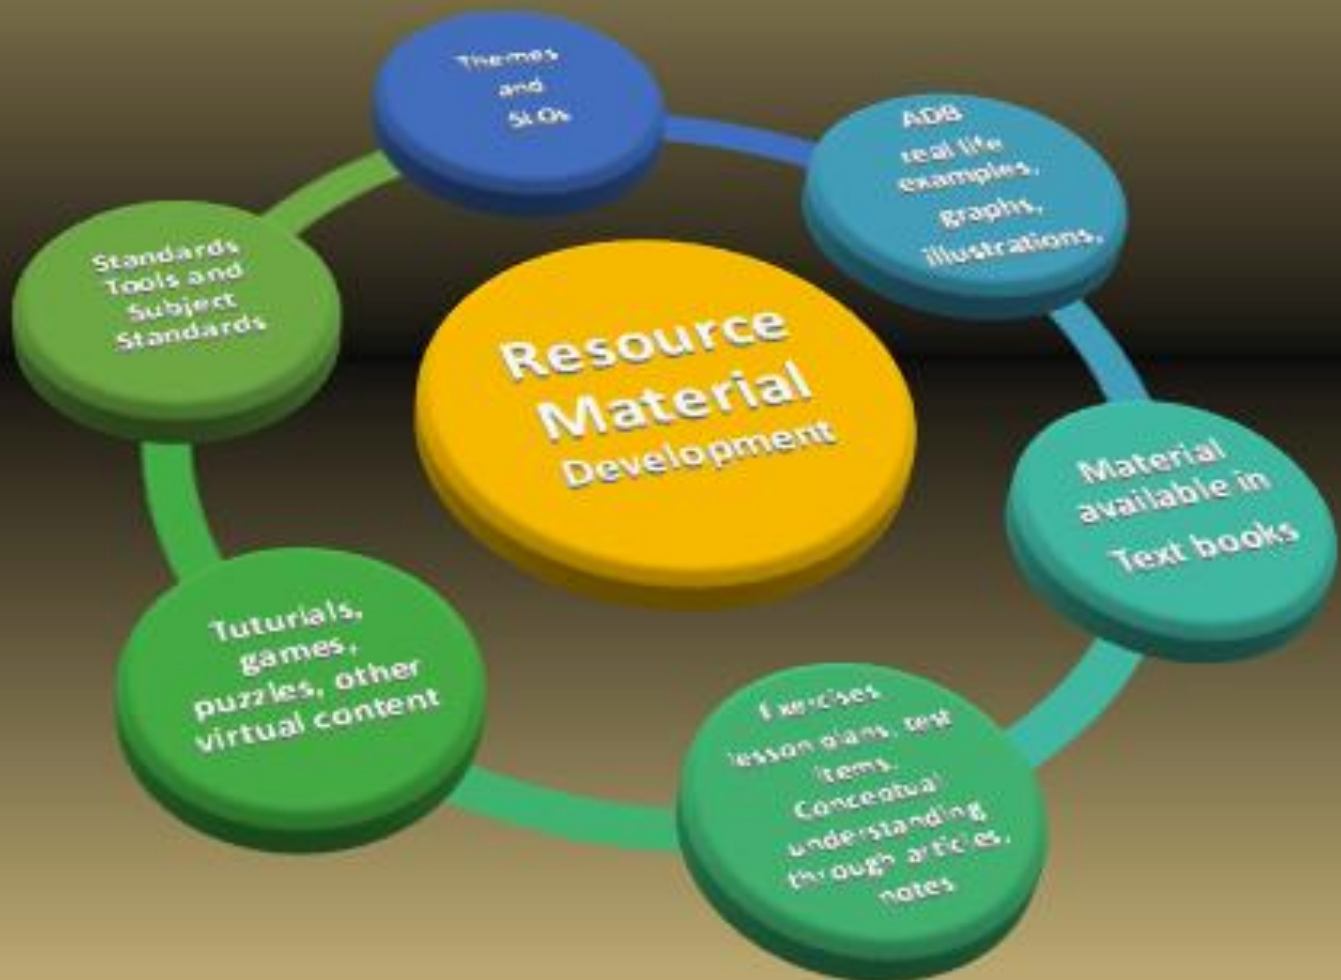 Themes
and
SLOs
ADB
real life
examples,
graphs,
illustrations,
Material
available in
Text books
Exercises
lesson plans, test
items.
Conceptual
understanding
through articles,
notes
Tuturials,
games,
puzzles, other
virtual content
Standards
Tools and
Subject
Standards
Resource
Material
Development